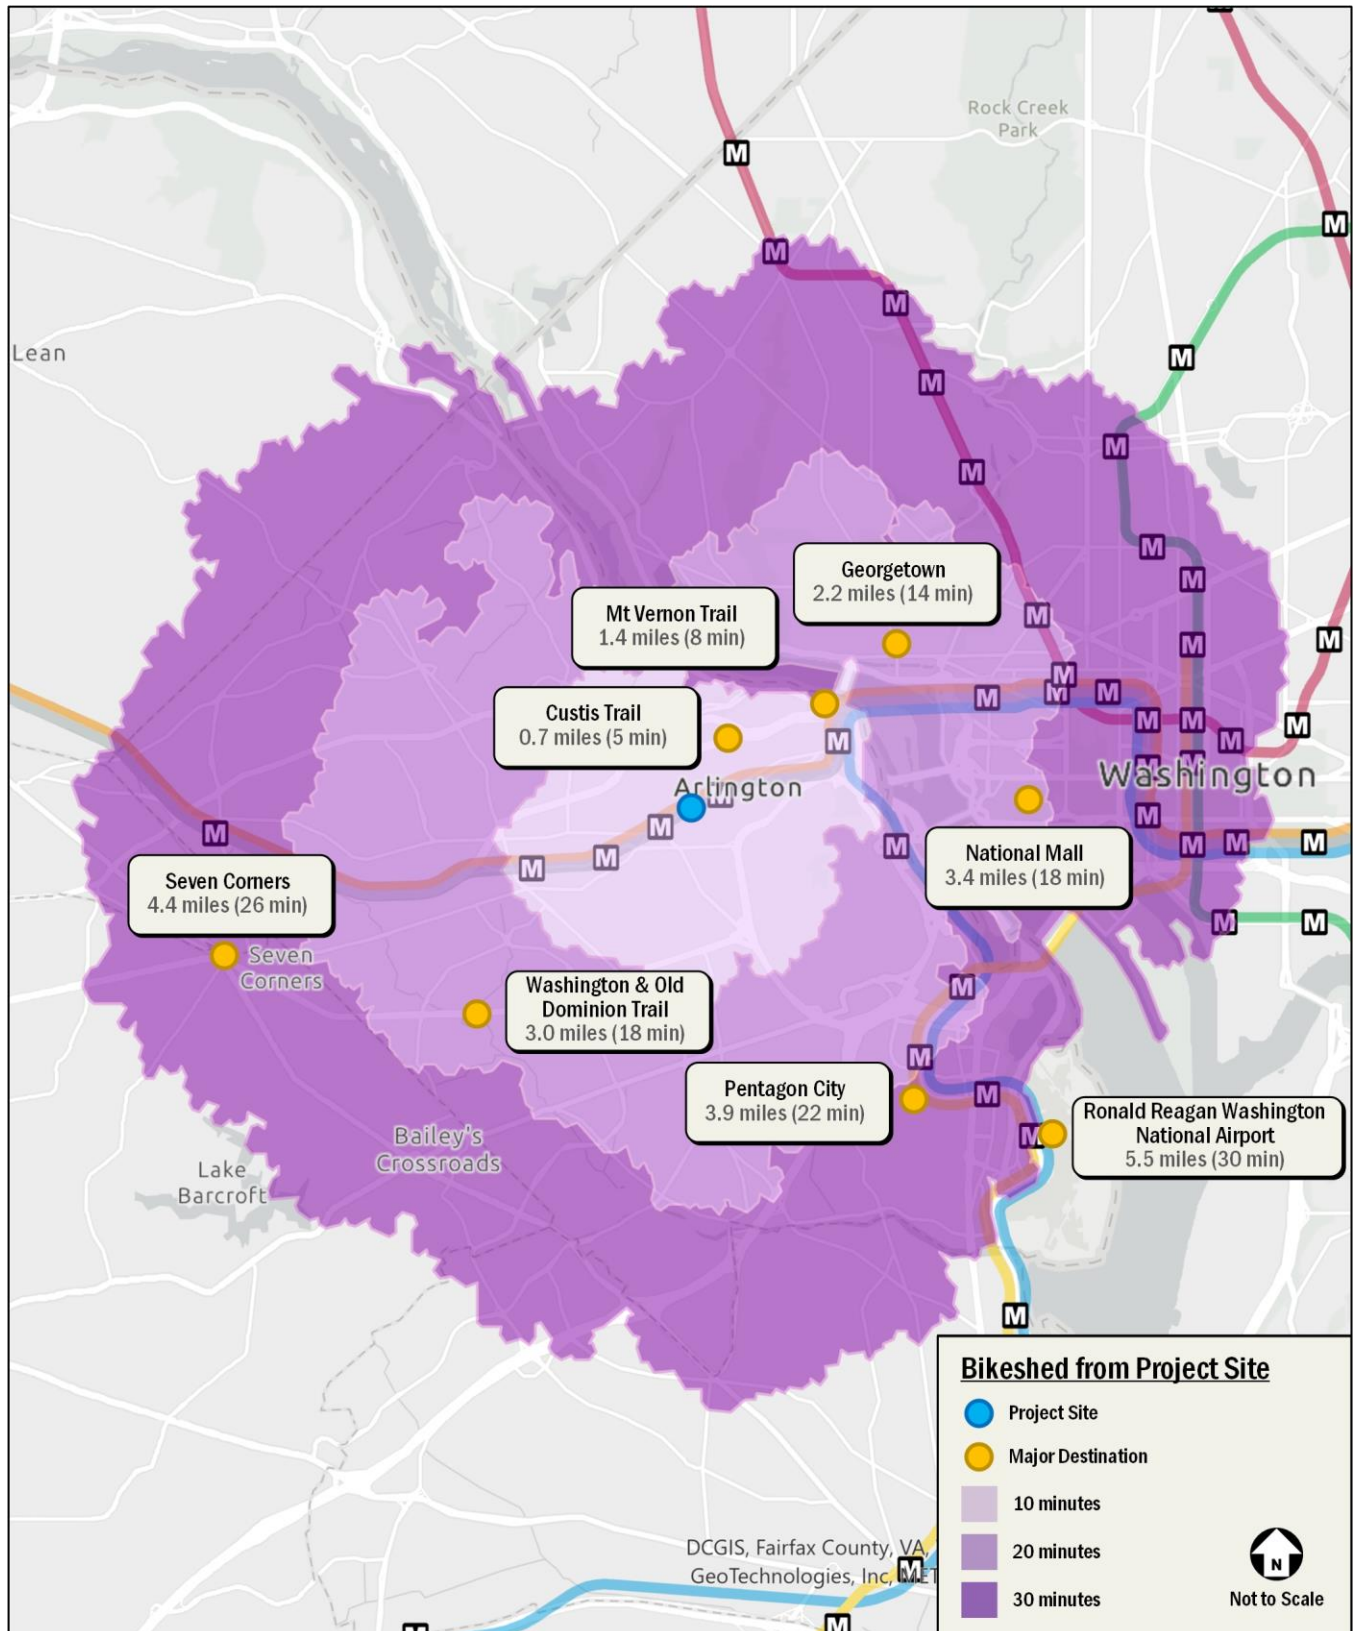 Rock Creek
Park
Lean
Georgetown
2.2 miles (14 min)
Mt Vernon Trail
1.4 miles (8 min)
Custis Trail
0.7 miles (5 min)
Arlington
Washington
National Mall
3.4 miles (18 min)
Seven Corners
4.4 miles (26 min)
Seven
Corners
Washington & Old
Dominion Trail
3.0 miles (18 min)
Pentagon City
3.9 miles (22 min)
Ronald Reagan Washington
National Airport
5.5 miles (30 min)
Bailey's
Crossroads
Lake
Barcroft
Bikeshed from Project Site
Project Site
Major Destination
10 minutes
20 minutes
30 minutes
N
Not to Scale
DCGIS, Fairfax County, VA,
GeoTechnologies, Inc,